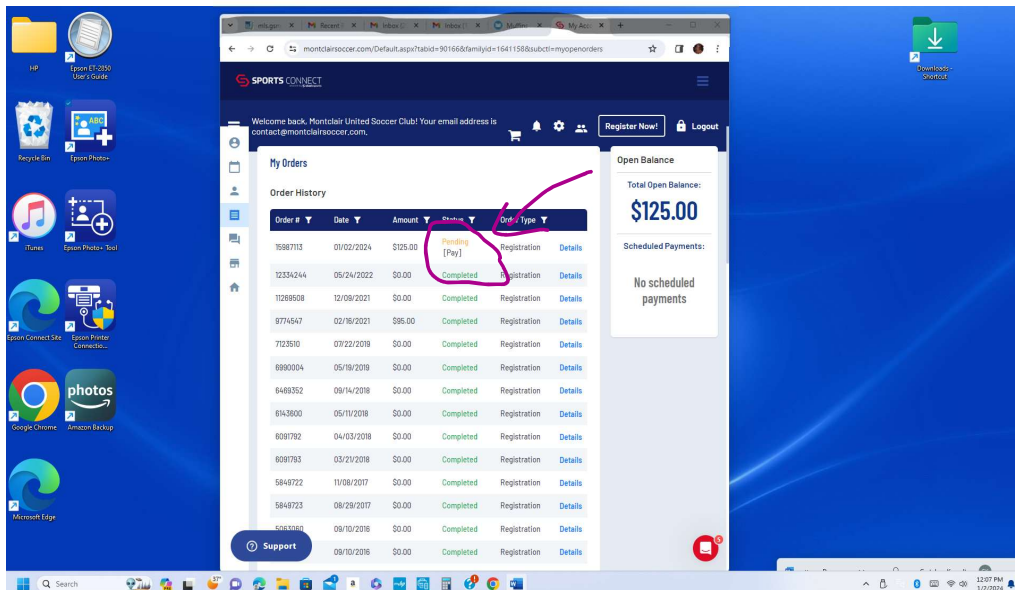 HP
Epson ET-2850
User's Guide
Recycle Bin
Epson Photo+
iTunes
Epson Photo+ Tool
Epson Connect Site
Epson Printer
Connectio...
Google Chrome
photos
Amazon Backup
Microsoft Edge
Downloads -
Shortcut
montclairsoccer.com/Default.aspx?tabid=90166&familyid=1641158&subctl=myopenorders
SPORTS CONNECT
Welcome back, Montclair United Soccer Club! Your email address is
contact@montclairsoccer.com.
Register Now!
Logout
My Orders
Order History
Order # Date Amount Status Order Type
15987113 01/02/2024 $125.00 Pending [Pay] Registration Details
12334244 05/24/2022 $0.00 Completed Registration Details
11269508 12/09/2021 $0.00 Completed Registration Details
9774547 02/16/2021 $95.00 Completed Registration Details
7123510 07/22/2019 $0.00 Completed Registration Details
6990004 05/19/2019 $0.00 Completed Registration Details
6469352 09/14/2018 $0.00 Completed Registration Details
6143600 05/11/2018 $0.00 Completed Registration Details
6091792 04/03/2018 $0.00 Completed Registration Details
6091793 03/21/2018 $0.00 Completed Registration Details
5849722 11/08/2017 $0.00 Completed Registration Details
5849723 08/29/2017 $0.00 Completed Registration Details
5063060 09/10/2016 $0.00 Completed Registration Details
09/10/2016 $0.00 Completed Registration Details
Open Balance
Total Open Balance:
$125.00
Scheduled Payments:
No scheduled
payments
Support
5
Search
57°
12:07 PM
1/2/2024